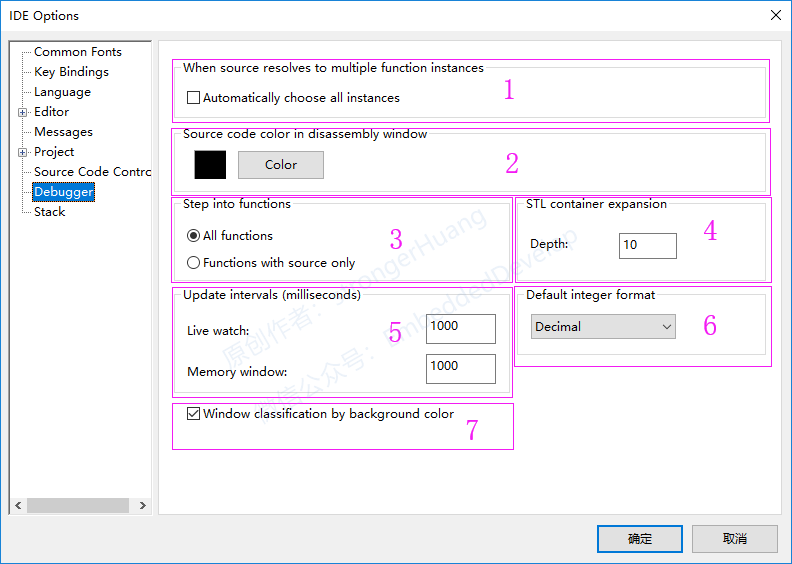 IDE Options
Common Fonts
Key Bindings
Language
Editor
Messages
Project
Source Code Contro
Debugger
Stack
When source resolves to multiple function instances
Automatically choose all instances
1
Source code color in disassembly window
Color
2
Step into functions
All functions
Functions with source only
3
STL container expansion
Depth:
10
4
Update intervals (milliseconds)
Live watch:
1000
Memory window:
1000
5
Default integer format
Decimal
6
Window classification by background color
7
原创作者：StrongerHuang
微信公众号：EmbeddedDevelop
确定
取消